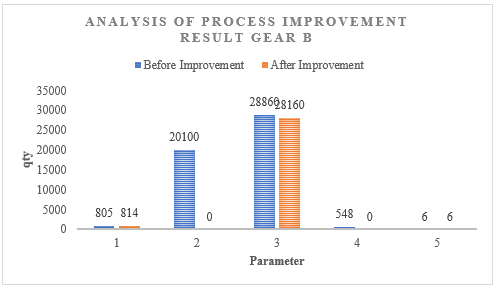 ANALYSIS OF PROCESS IMPROVEMENT
RESULT GEAR B
Before Improvement After Improvement
35000
30000
25000
20000
15000
10000
5000
0
qty
805 814
20100 0
28860 28160
548 0
6 6
1 2 3 4 5
Parameter